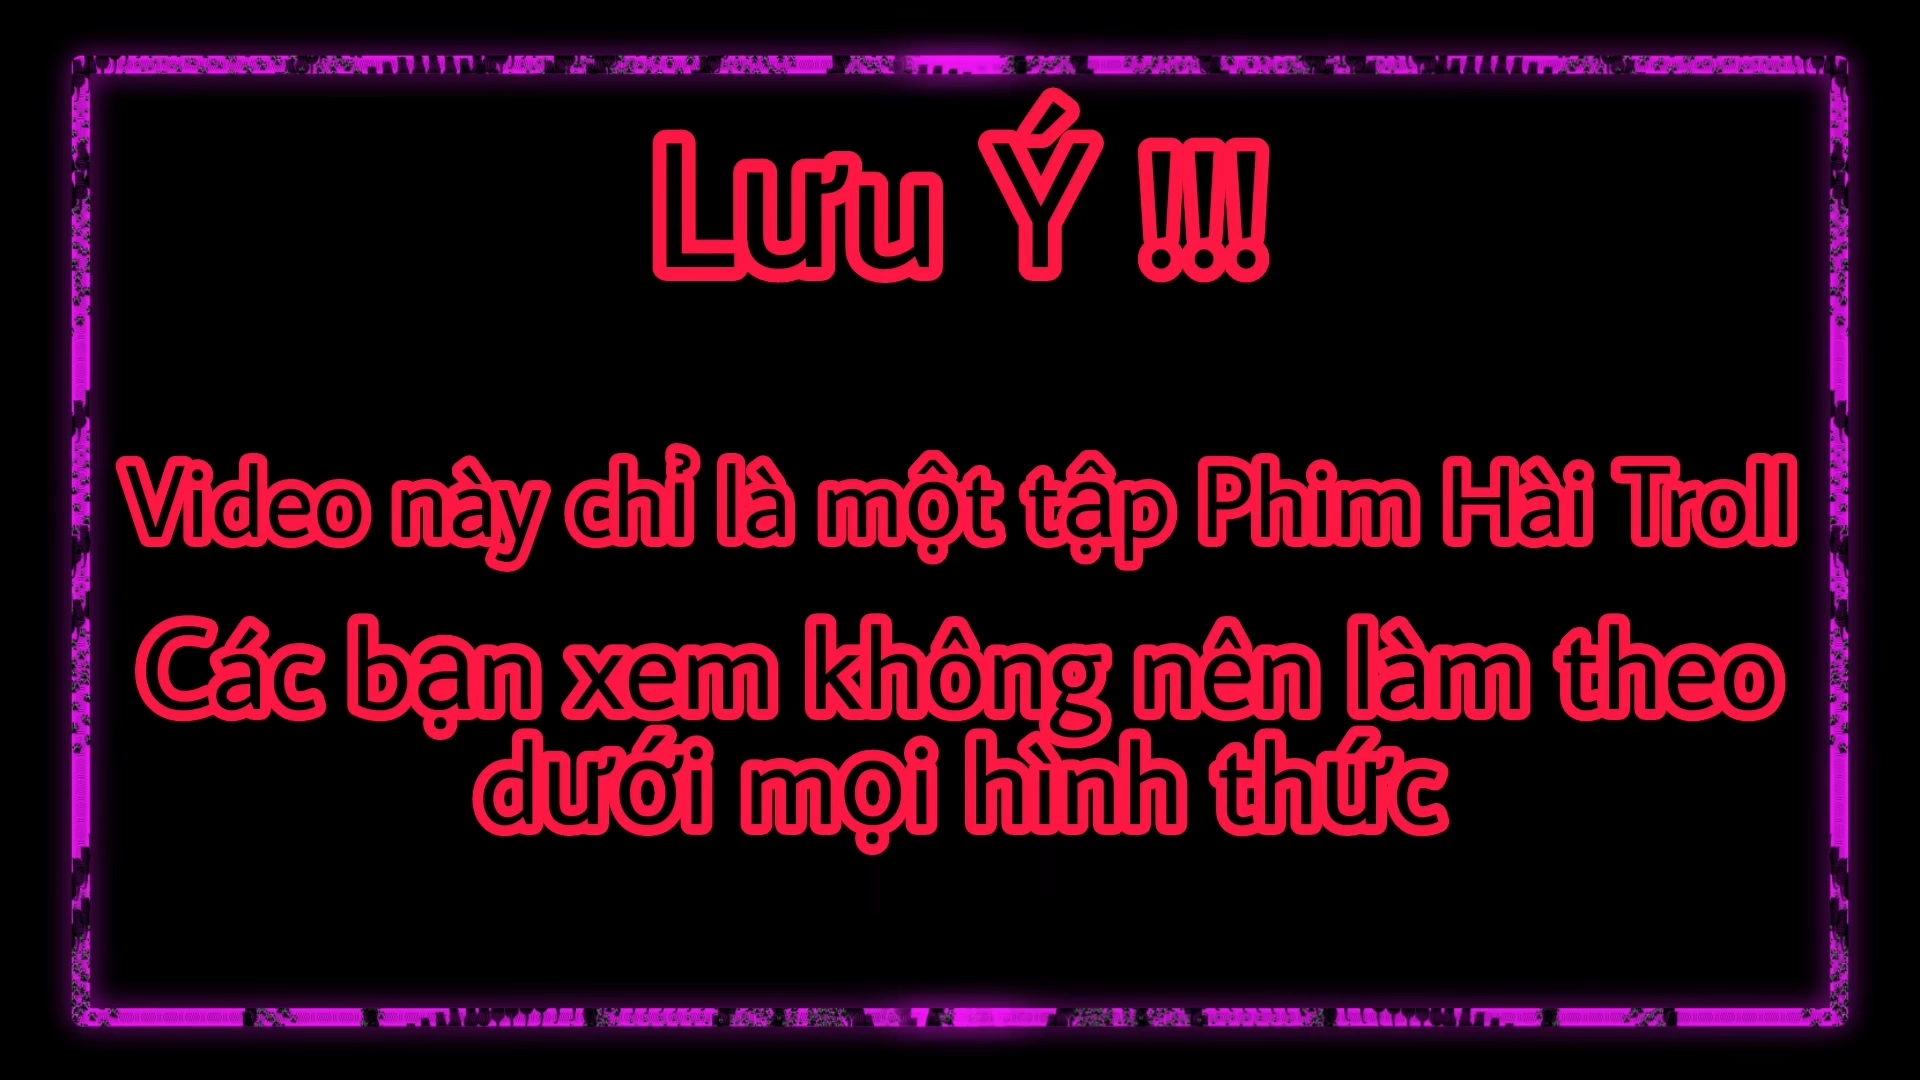 Lưu Ý !!!
Video này chỉ là một tập Phim Hài Troll
Các bạn xem không nên làm theo
dưới mọi hình thức